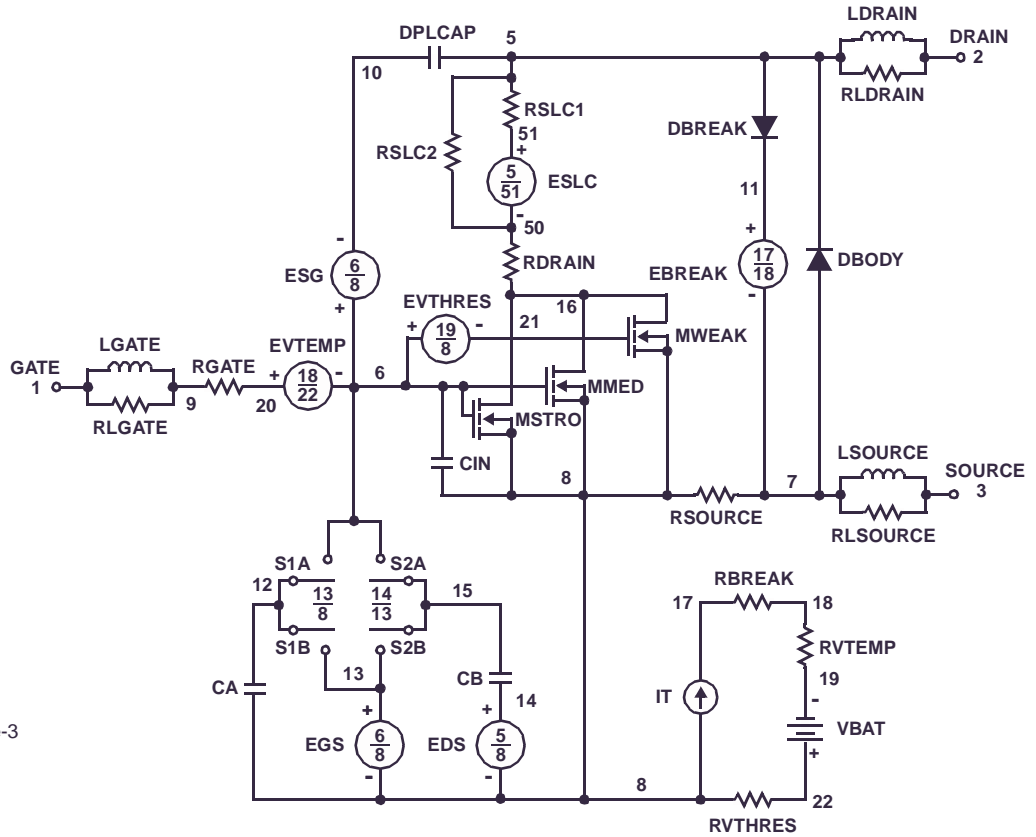 LDRAIN
DPLCAP 5 DRAIN
10 2
RLDRAIN
RSLC1
DBREAK
51
+
RSLC2
5
51
ESLC
11
-
50
+
-
RDRAIN
17
18
DBODY
ESG
6
8
EBREAK
+
EVTHRES
16
-
+
19
8
-
21
MWEAK
LGATE
EVTEMP
GATE
1
RGATE
+
18
22
-
6
MMED
9
20
MSTRO
RLGATE
CIN
LSOURCE
8
7
SOURCE
3
RSOURCE
RLSOURCE
S1A
S2A
12
13
8
14
13
15
RBREAK
17
18
S1B
S2B
RVTEMP
13
CB
19
CA
14
IT
-
+
+
VBAT
EGS
6
8
EDS
5
8
+
-
-
8
22
RVTHRES
-3